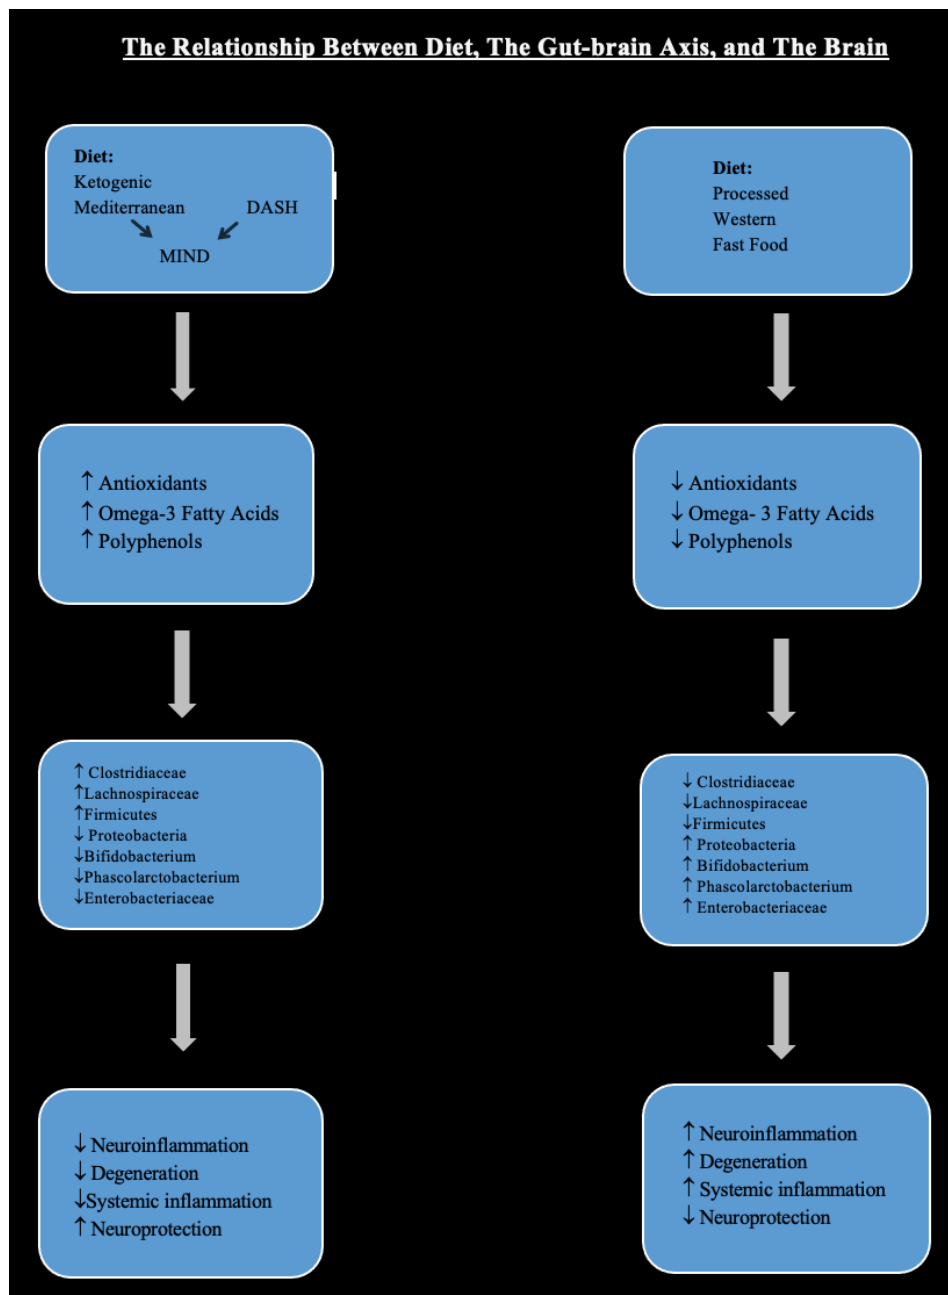 The Relationship Between Diet, The Gut-brain Axis, and The Brain
Diet:
Ketogenic
Mediterranean DASH
MIND
↑ Antioxidants
↑ Omega-3 Fatty Acids
↑ Polyphenols
↑ Clostridiaceae
↑Lachnospiraceae
↑Firmicutes
↓ Proteobacteria
↓Bifidobacterium
↓Phascolarctobacterium
↓Enterobacteriaceae
↓ Neuroinflammation
↓ Degeneration
↓Systemic inflammation
↑ Neuroprotection
Diet:
Processed
Western
Fast Food
↓ Antioxidants
↓ Omega- 3 Fatty Acids
↓ Polyphenols
↓ Clostridiaceae
↓Lachnospiraceae
↓Firmicutes
↑ Proteobacteria
↑ Bifidobacterium
↑ Phascolarctobacterium
↑ Enterobacteriaceae
↑ Neuroinflammation
↑ Degeneration
↑ Systemic inflammation
↓ Neuroprotection